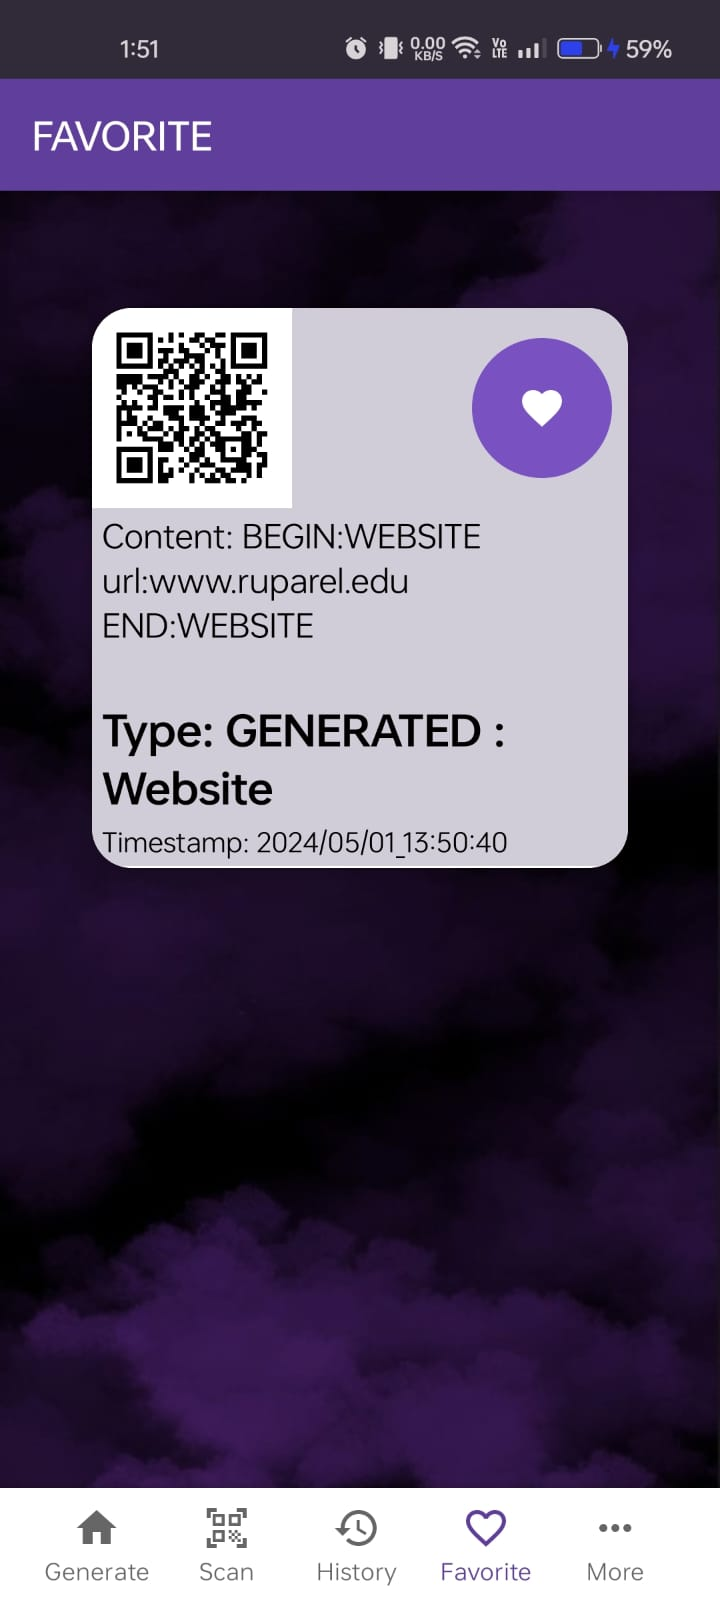 1:51 0.00 KB/S Vo LTE 59%
FAVORITE
Content: BEGIN:WEBSITE
url:www.ruparel.edu
END:WEBSITE
Type: GENERATED :
Website
Timestamp: 2024/05/01_13:50:40
Generate Scan History Favorite More